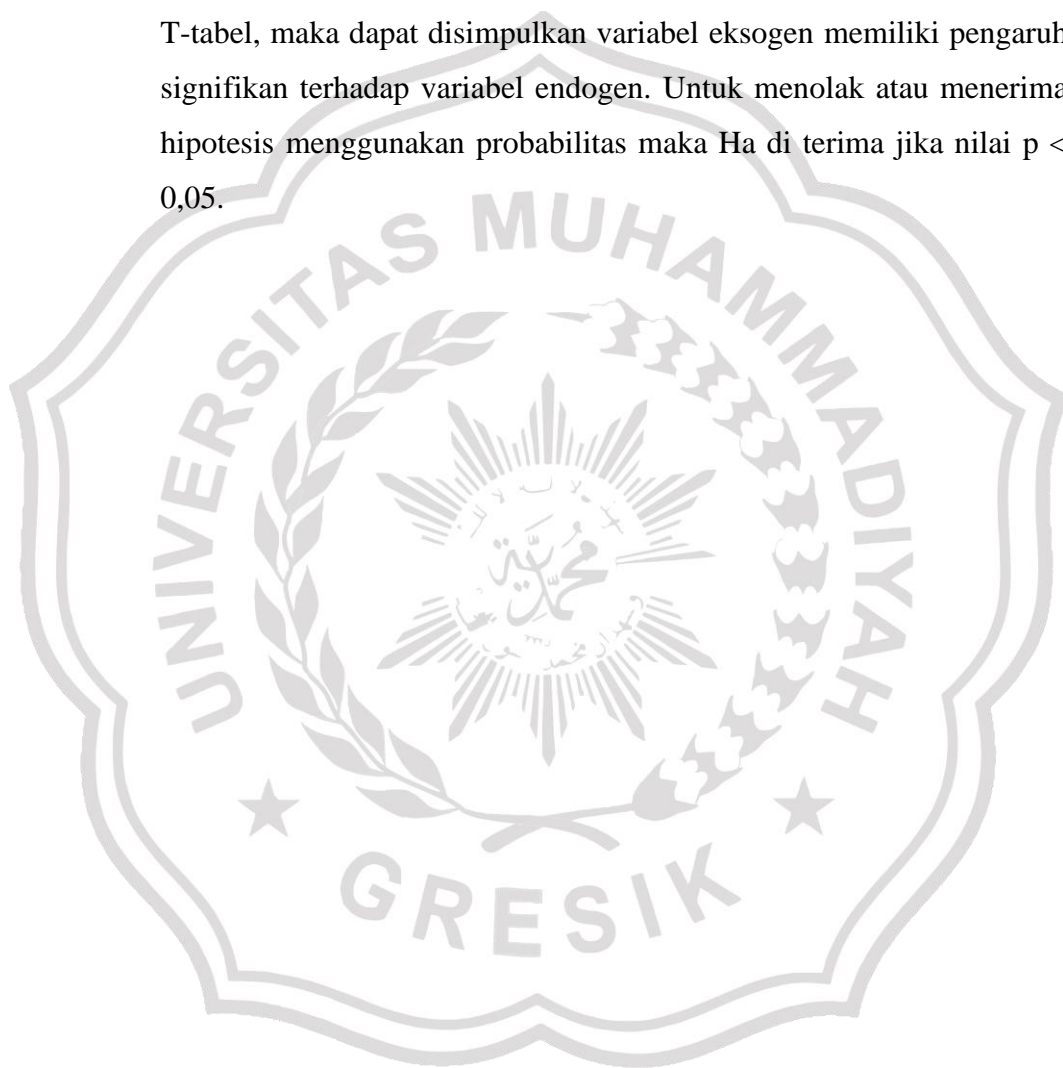 T-tabel, maka dapat disimpulkan variabel eksogen memiliki pengaruh
signifikan terhadap variabel endogen. Untuk menolak atau menerima
hipotesis menggunakan probabilitas maka Ha di terima jika nilai p <
0,05.
UNIVERSITAS MUHAMMADIYAH
GRESIK